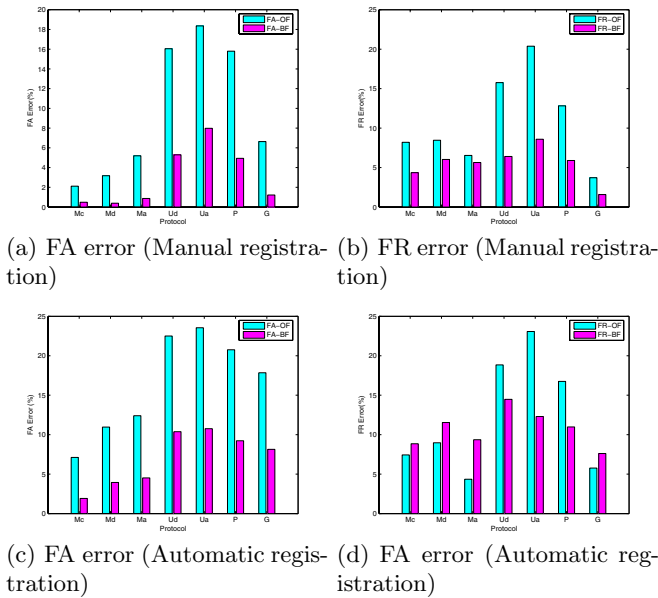 20
18
16
14
12
10
8
6
4
2
0
FA Error(%)
FA-OF
FA-BF
Mc Md Ma Ud Ua P G
Protocol
(a) FA error (Manual registra-
tion)
25
20
15
10
5
0
FR Error(%)
FR-OF
FR-BF
Mc Md Ma Ud Ua P G
Protocol
(b) FR error (Manual registra-
tion)
25
20
15
10
5
0
FA Error (%)
FA-OF
FA-BF
Mc Md Ma Ud Ua P G
Protocol
(c) FA error (Automatic regis-
tration)
25
20
15
10
5
0
FR Error(%)
FR-OF
FR-BF
Mc Md Ma Ud Ua P G
Protocol
(d) FA error (Automatic reg-
istration)